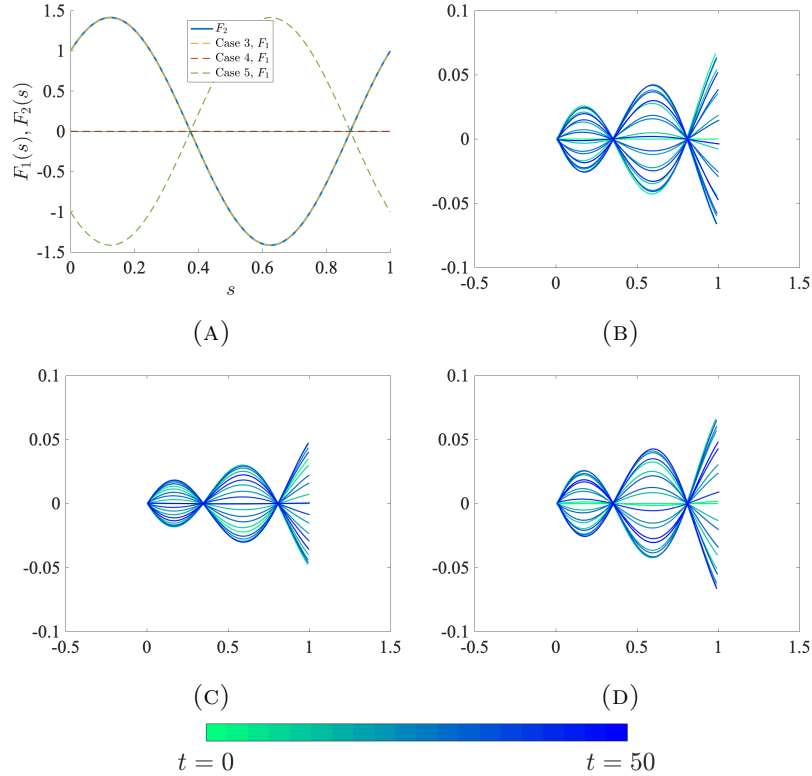 1.5
1
0.5
0
-0.5
-1
-1.5
F₁(s), F₂(s)
F₂
Case 3, F₁
Case 4, F₁
Case 5, F₁
0 0.2 0.4 0.6 0.8 1
s
(A)
0.1
0.05
0
-0.05
-0.1
-0.5 0 0.5 1 1.5
(B)
0.1
0.05
0
-0.05
-0.1
-0.5 0 0.5 1 1.5
(C)
0.1
0.05
0
-0.05
-0.1
-0.5 0 0.5 1 1.5
(D)
t = 0 t = 50